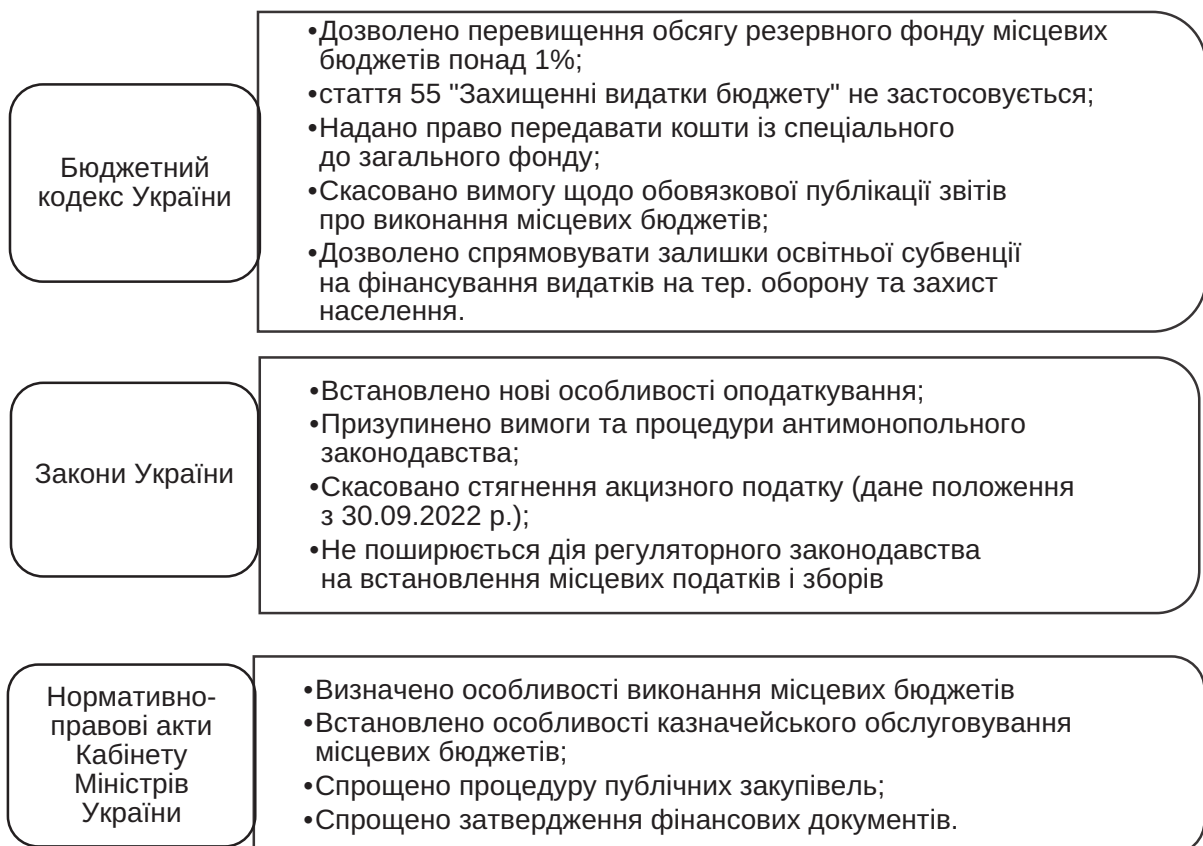 Бюджетний
кодекс України
•Дозволено перевищення обсягу резервного фонду місцевих
бюджетів понад 1%;
•стаття 55 "Захищенні видатки бюджету" не застосовується;
•Надано право передавати кошти із спеціального
до загального фонду;
•Скасовано вимогу щодо обовязкової публікації звітів
про виконання місцевих бюджетів;
•Дозволено спрямовувати залишки освітньої субвенції
на фінансування видатків на тер. оборону та захист
населення.
Закони України
•Встановлено нові особливості оподаткування;
•Призупинено вимоги та процедури антимонопольного
законодавства;
•Скасовано стягнення акцизного податку (дане положення
з 30.09.2022 р.);
•Не поширюється дія регуляторного законодавства
на встановлення місцевих податків і зборів
Нормативно-
правові акти
Кабінету
Міністрів
України
•Визначено особливості виконання місцевих бюджетів
•Встановлено особливості казначейського обслуговування
місцевих бюджетів;
•Спрощено процедуру публічних закупівель;
•Спрощено затвердження фінансових документів.